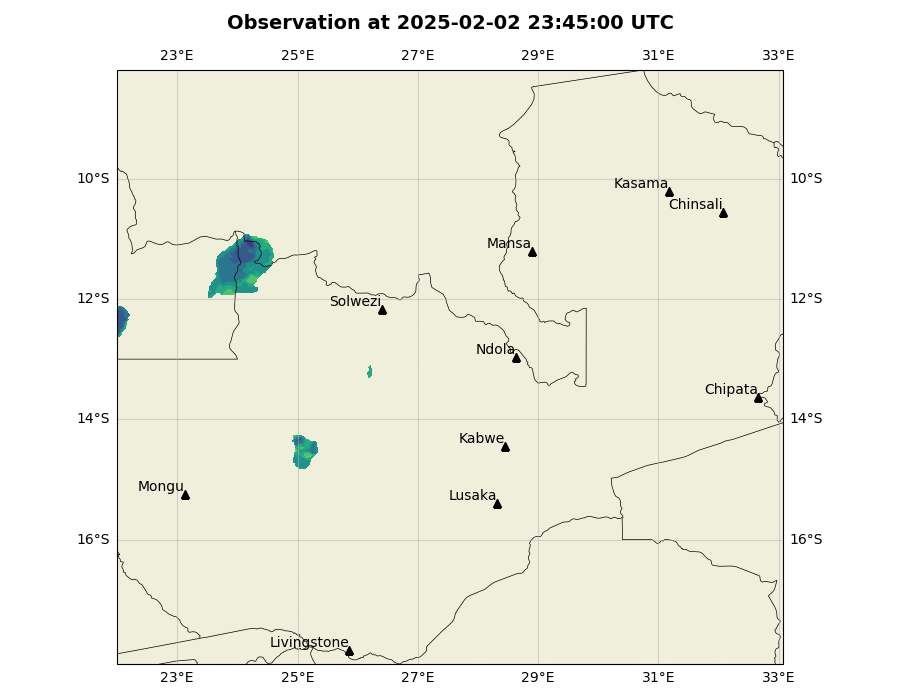 Observation at 2025-02-02 23:45:00 UTC
23°E 25°E 27°E 29°E 31°E 33°E
10°S 10°S
Kasama
Chinsali
Mansa
12°S 12°S
Solwezi
Ndola
Chipata
14°S 14°S
Kabwe
Mongu
Lusaka
16°S 16°S
Livingstone
23°E 25°E 27°E 29°E 31°E 33°E